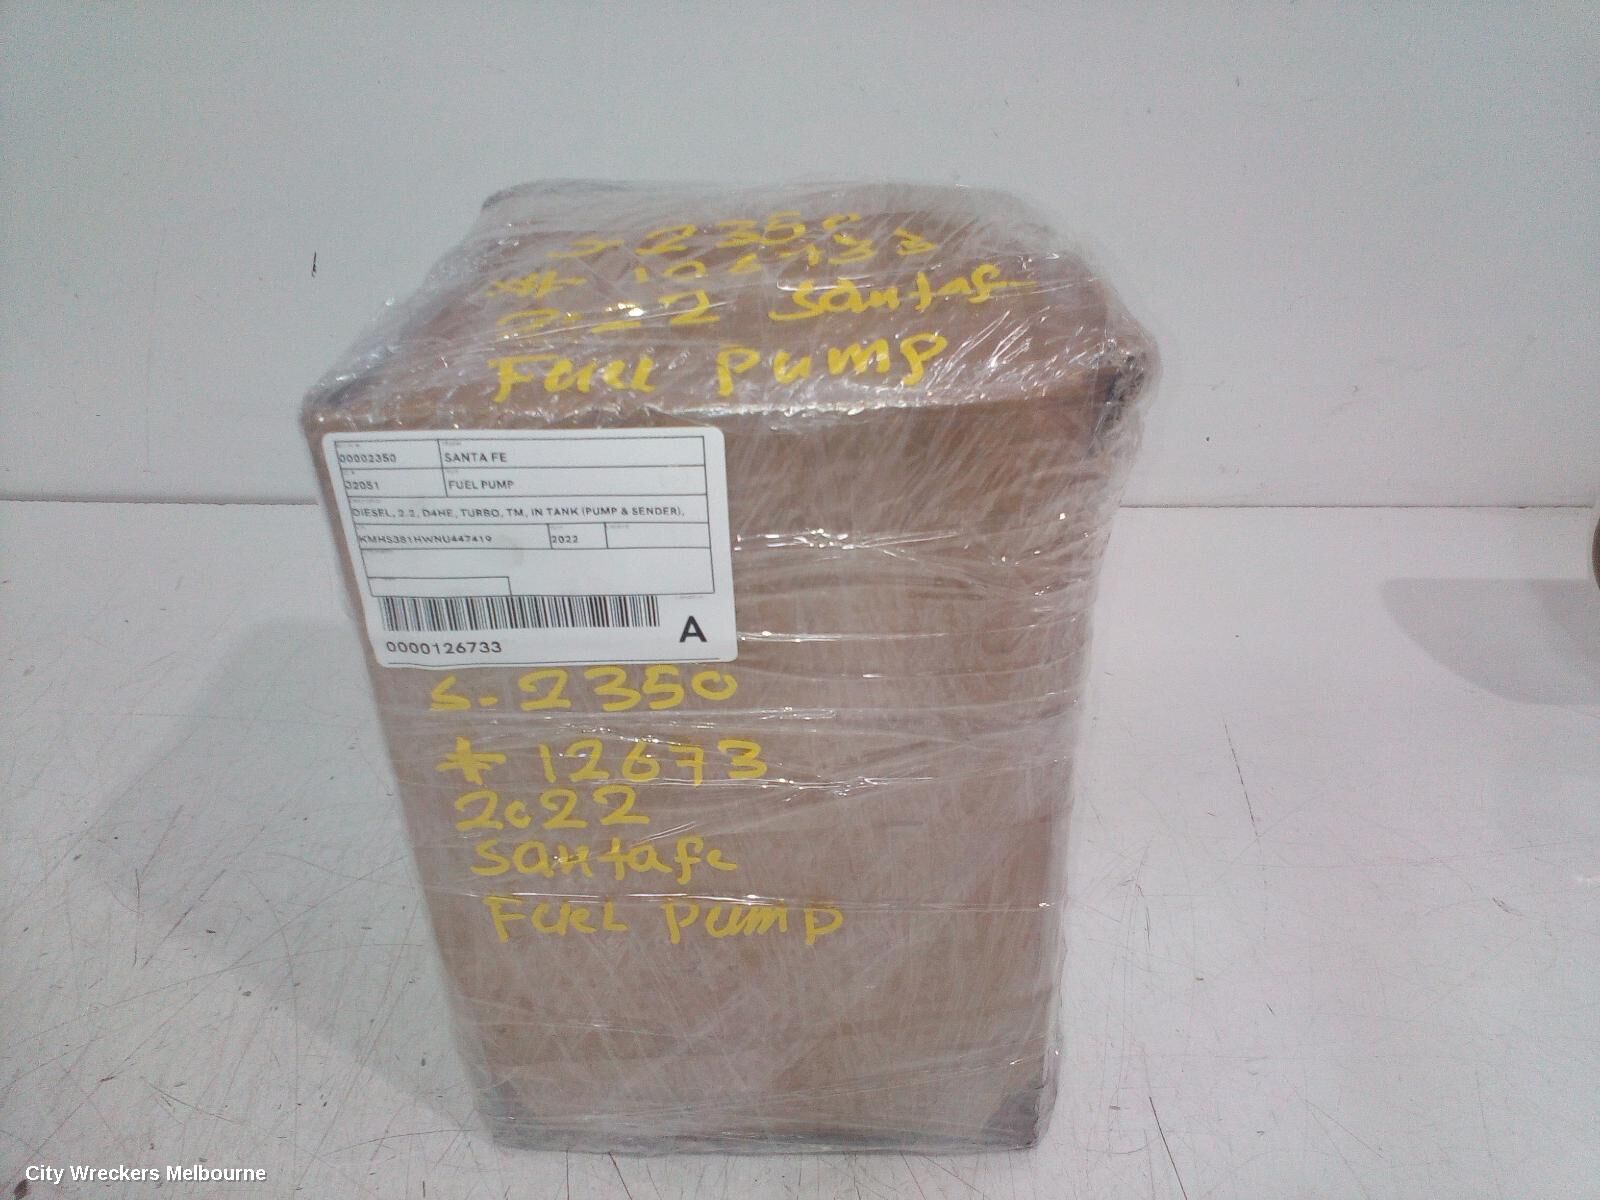 S-2350
* 126733
2022 Santafe
Fuel pump
00002350 SANTA FE
32051 FUEL PUMP
DIESEL, 2.2, D4HE, TURBO, TM, IN TANK (PUMP & SENDER),
KMHS381HWNU447419 2022
A
0000126733
S-2350
* 12673
2022
Santafe
Fuel pump
City Wreckers Melbourne